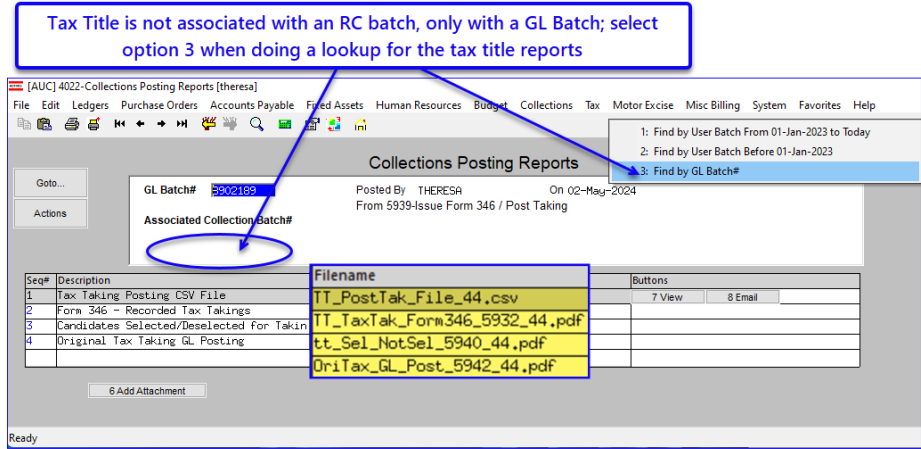 Tax Title is not associated with an RC batch, only with a GL Batch; select
option 3 when doing a lookup for the tax title reports
[AUC] 4022-Collections Posting Reports [theresa]
File Edit Ledgers Purchase Orders Accounts Payable Fixed Assets Human Resources Budget Collections Tax Motor Excise Misc Billing System Favorites Help
1: Find by User Batch From 01-Jan-2023 to Today
2: Find by User Batch Before 01-Jan-2023
3: Find by GL Batch#
Collections Posting Reports
Goto...
Actions
GL Batch# 3902189 Posted By THERESA On 02-May-2024
From 5939-Issue Form 346 / Post Taking
Associated Collection Batch#
Seq# Description Filename Buttons
1 Tax Taking Posting CSV File TT_PostTak_File_44.csv 7 View 8 Email
2 Form 346 - Recorded Tax Takings TT_TaxTak_Form346_5932_44.pdf
3 Candidates Selected/Deselected for Takin tt_Sel_NotSel_5940_44.pdf
4 Original Tax Taking GL Posting OriTax_GL_Post_5942_44.pdf
6 Add Attachment
Ready